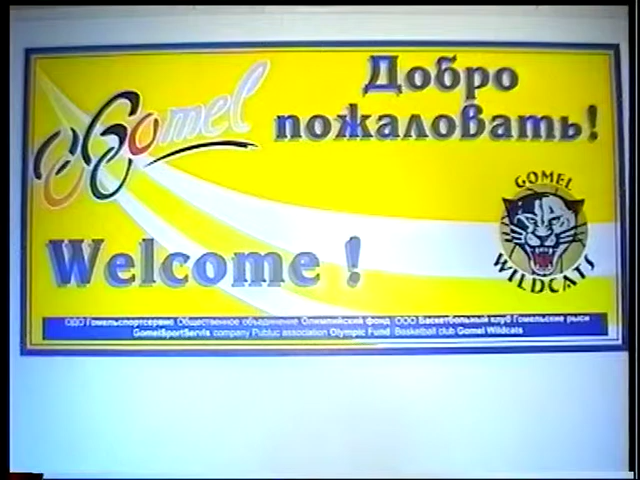 Gomel
Добро
пожаловать!
GOMEL
WILDCATS
Welcome !
ОДО Гомельспортсервис Общественное объединение Олимпийский фонд ООО Баскетбольный клуб Гомельские рыси
GomelSportServis company Public association Olympic Fund Basketball club Gomel Wildcats